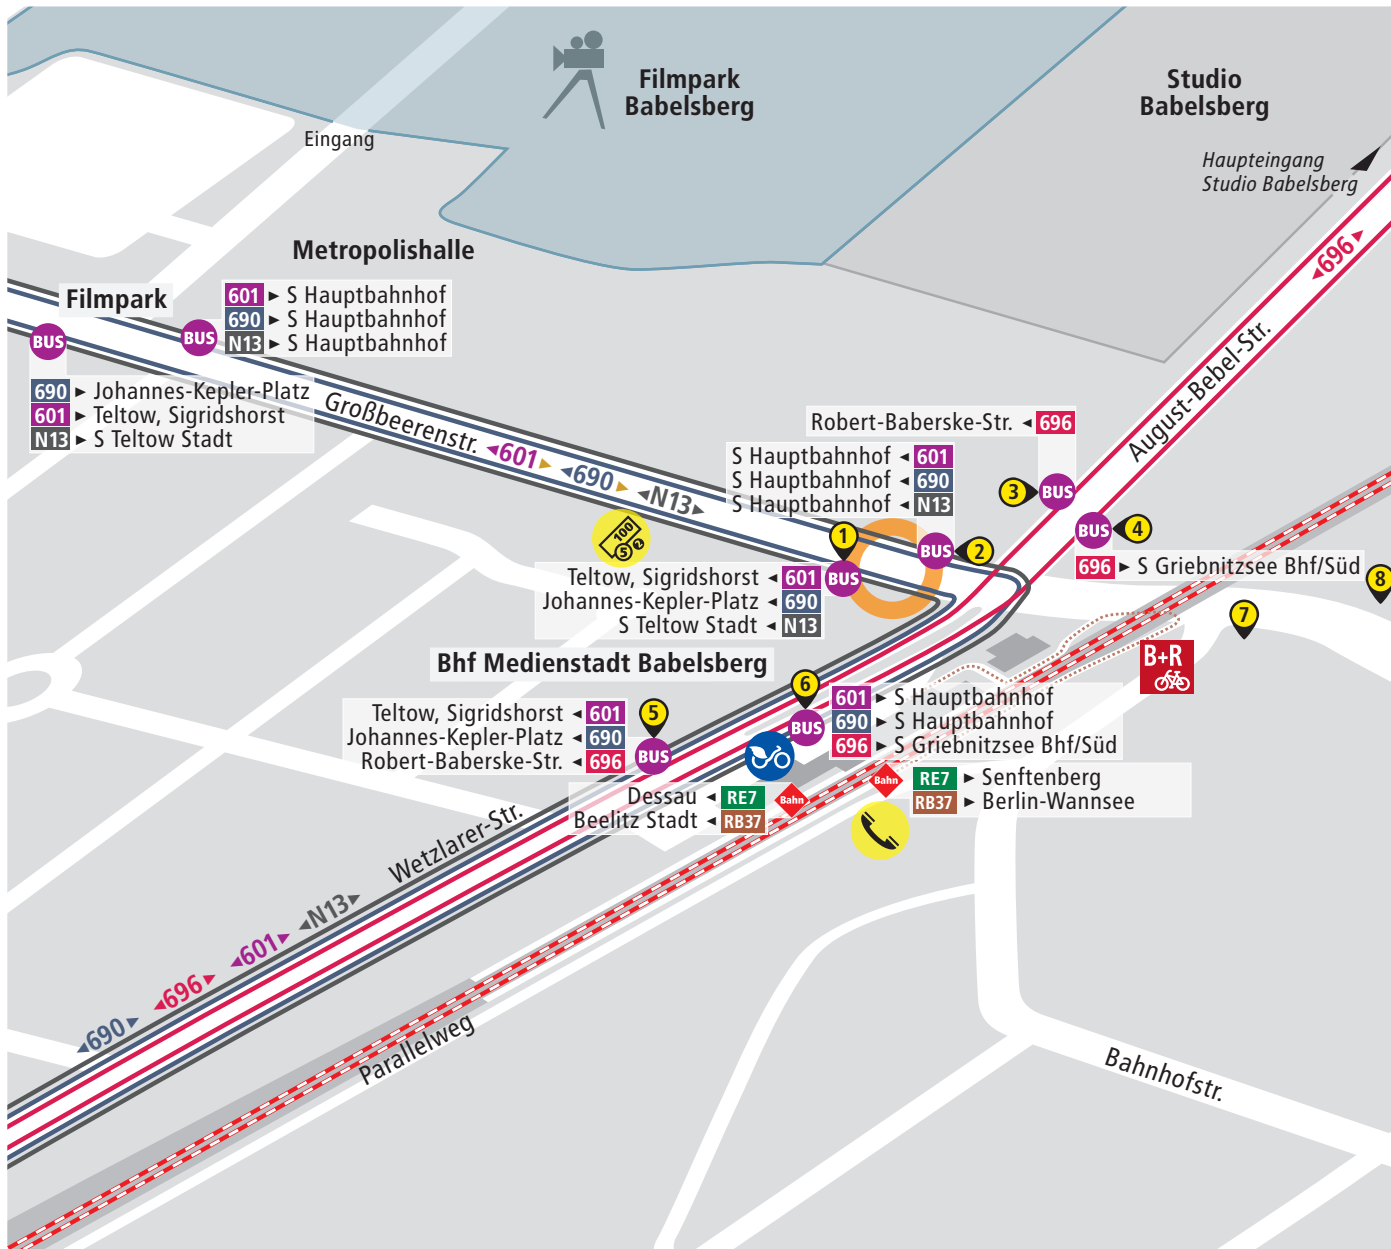 Filmpark
Babelsberg
Studio
Babelsberg
Eingang
Haupteingang
Studio Babelsberg
◄696►
Metropolishalle
Filmpark
601 ► S Hauptbahnhof
690 ► S Hauptbahnhof
N13 ► S Hauptbahnhof
BUS
BUS
690 ► Johannes-Kepler-Platz
601 ► Teltow, Sigridshorst
N13 ► S Teltow Stadt
Großbeerenstr.
◄601►
◄690►
◄N13►
August-Bebel-Str.
Robert-Baberske-Str. ◄ 696
S Hauptbahnhof ◄ 601
S Hauptbahnhof ◄ 690
S Hauptbahnhof ◄ N13
3
BUS
BUS
4
100
5
2
1
BUS
2
696 ► S Griebnitzsee Bhf/Süd
8
7
Teltow, Sigridshorst ◄ 601
BUS
Johannes-Kepler-Platz ◄ 690
S Teltow Stadt ◄ N13
Bhf Medienstadt Babelsberg
B+R
6
BUS
601 ► S Hauptbahnhof
690 ► S Hauptbahnhof
696 ► S Griebnitzsee Bhf/Süd
Teltow, Sigridshorst ◄ 601
Johannes-Kepler-Platz ◄ 690
Robert-Baberske-Str. ◄ 696
5
BUS
Dessau ◄ RE7
Beelitz Stadt ◄ RB37
Bahn
Bahn
RE7 ► Senftenberg
RB37 ► Berlin-Wannsee
Wetzlarer-Str.
◄N13►
◄601►
◄696►
◄690►
Parallelweg
Bahnhofstr.